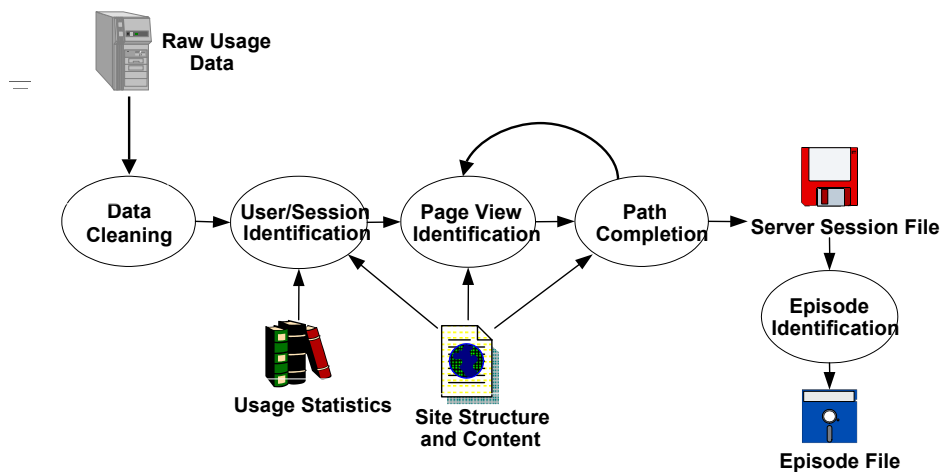 Raw Usage
Data
Data
Cleaning
User/Session
Identification
Page View
Identification
Path
Completion
Server Session File
Episode
Identification
Usage Statistics
Site Structure
and Content
Episode File